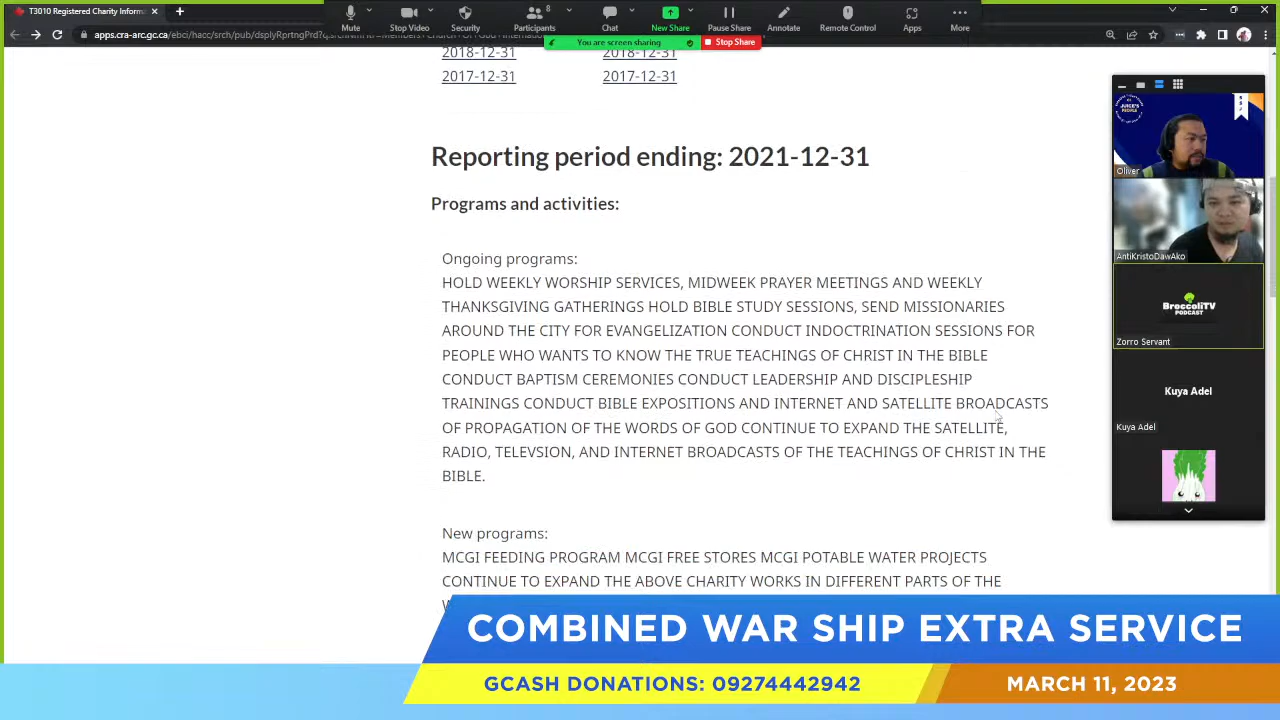 T3010 Registered Charity Inform
Mute
Stop Video
Security
Participants
8
Chat
New Share
Pause Share
Annotate
Remote Control
Apps
More
You are screen sharing
Stop Share
2018-12-31 2018-12-31
2017-12-31 2017-12-31
Reporting period ending: 2021-12-31
Programs and activities:
Ongoing programs:
HOLD WEEKLY WORSHIP SERVICES, MIDWEEK PRAYER MEETINGS AND WEEKLY
THANKSGIVING GATHERINGS HOLD BIBLE STUDY SESSIONS, SEND MISSIONARIES
AROUND THE CITY FOR EVANGELIZATION CONDUCT INDOCTRINATION SESSIONS FOR
PEOPLE WHO WANTS TO KNOW THE TRUE TEACHINGS OF CHRIST IN THE BIBLE
CONDUCT BAPTISM CEREMONIES CONDUCT LEADERSHIP AND DISCIPLESHIP
TRAININGS CONDUCT BIBLE EXPOSITIONS AND INTERNET AND SATELLITE BROADCASTS
OF PROPAGATION OF THE WORDS OF GOD CONTINUE TO EXPAND THE SATELLITE,
RADIO, TELEVSION, AND INTERNET BROADCASTS OF THE TEACHINGS OF CHRIST IN THE
BIBLE.
New programs:
MCGI FEEDING PROGRAM MCGI FREE STORES MCGI POTABLE WATER PROJECTS
CONTINUE TO EXPAND THE ABOVE CHARITY WORKS IN DIFFERENT PARTS OF THE
JUICE'S
PEOPLE
Oliver
AntiKristoDawAko
BroccoliTV
PODCAST
Zorro Servant
Kuya Adel
Kuya Adel
COMBINED WAR SHIP EXTRA SERVICE
GCASH DONATIONS: 09274442942
MARCH 11, 2023